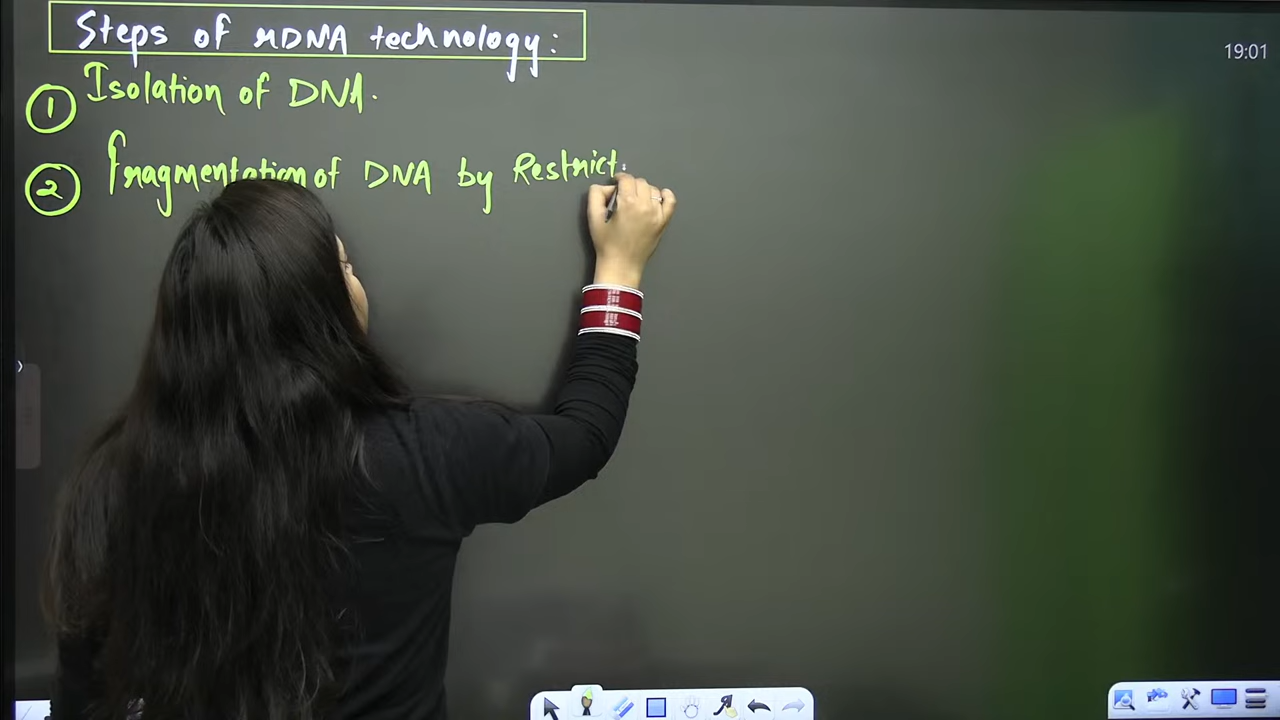 Steps of rDNA technology:
19:01
1 Isolation of DNA.
2 Fragmentation of DNA by Restrict